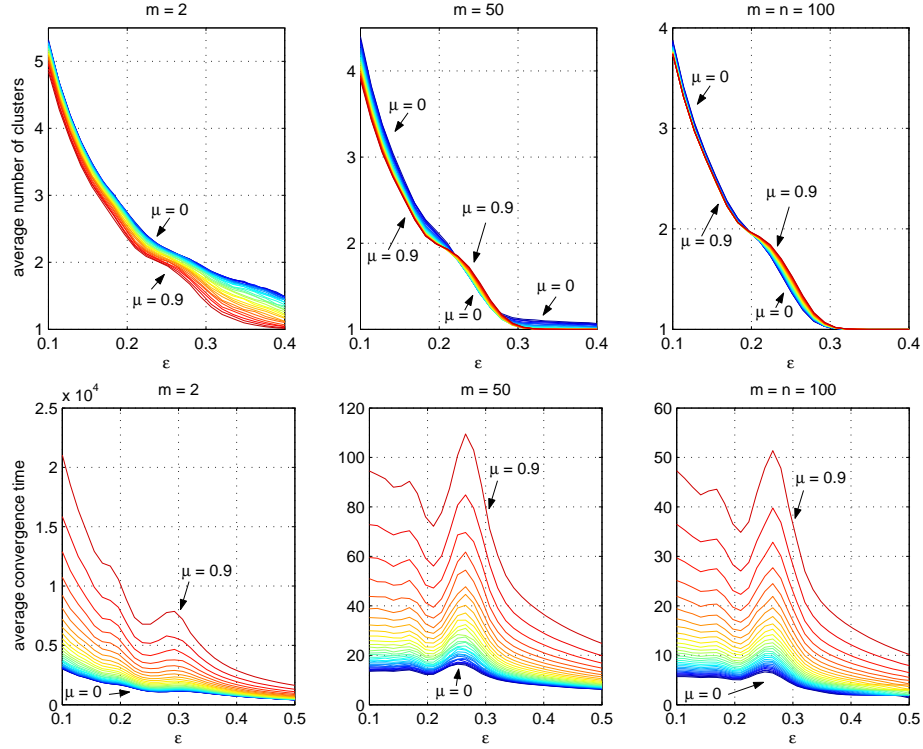 m = 2
m = 50
m = n = 100
average number of clusters
5
4
3
2
1
0.1
0.2
0.3
0.4
ε
μ = 0
μ = 0.9
4
3
2
1
0.1
0.2
0.3
0.4
ε
μ = 0
μ = 0.9
μ = 0.9
μ = 0
μ = 0
4
3
2
1
0.1
0.2
0.3
0.4
ε
μ = 0
μ = 0.9
μ = 0
m = 2
m = 50
m = n = 100
x 10⁴
average convergence time
2.5
2
1.5
1
0.5
0
0.1
0.2
0.3
0.4
0.5
ε
μ = 0.9
μ = 0
120
100
80
60
40
20
0
0.1
0.2
0.3
0.4
0.5
ε
μ = 0.9
μ = 0
60
50
40
30
20
10
0
0.1
0.2
0.3
0.4
0.5
ε
μ = 0.9
μ = 0